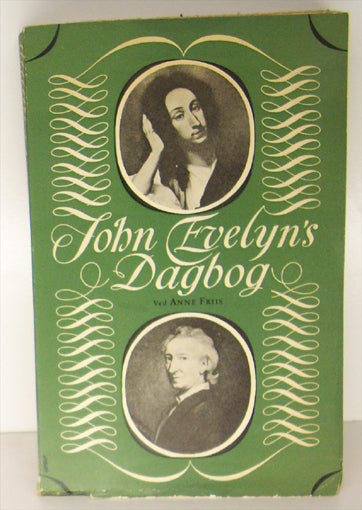 John Evelyn's
Dagbog
Ved ANNE FRIIS